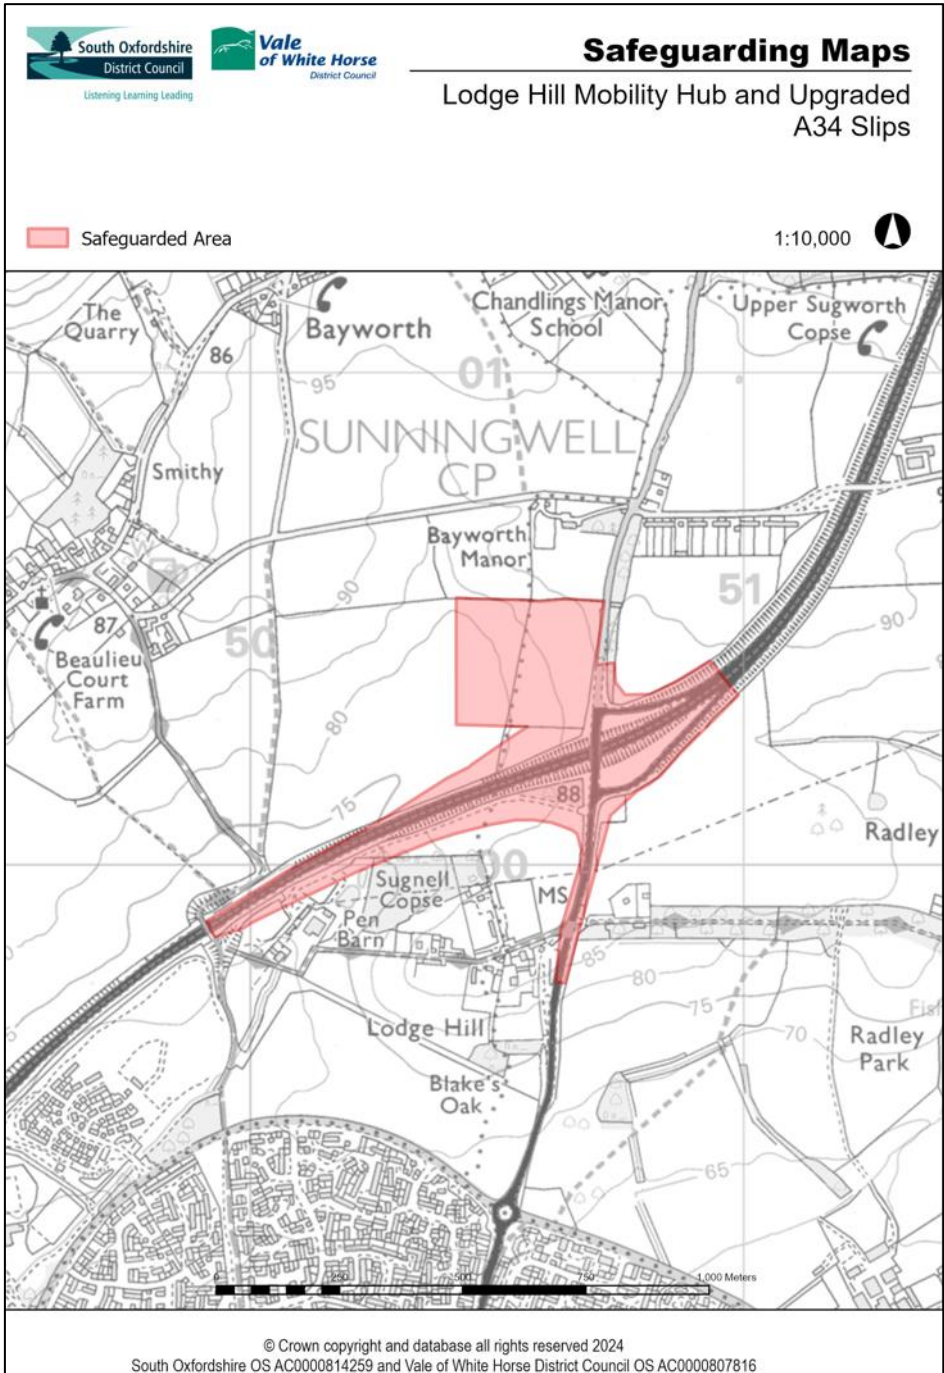 South Oxfordshire
District Council
Listening Learning Leading
Vale
of White Horse
District Council
Safeguarding Maps
Lodge Hill Mobility Hub and Upgraded
A34 Slips
Safeguarded Area
1:10,000
The
Quarry
Bayworth
Chandlings Manor
School
Upper Sugworth
Copse
86
01
95
SUNNINGWELL
CP
Smithy
Bayworth
Manor
90
51
87
50
90
Beaulieu
Court
Farm
80
75
88
Radley
00
Sugnell
Copse
MS
Pen
Barn
85
80
75
Lodge Hill
70
Radley
Park
Blake's
Oak
65
0
250
500
750
1,000 Meters
© Crown copyright and database all rights reserved 2024
South Oxfordshire OS AC0000814259 and Vale of White Horse District Council OS AC0000807816